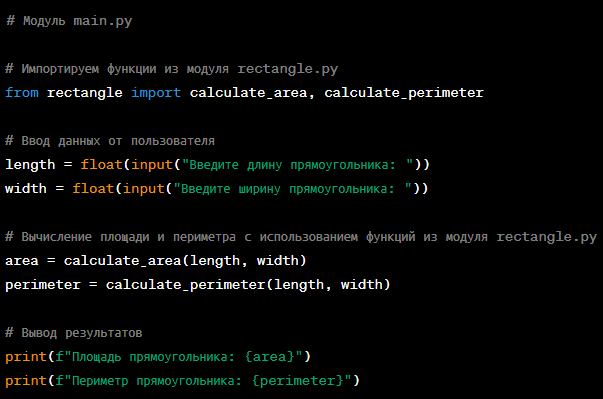 # Модуль main.py
# Импортируем функции из модуля rectangle.py
from rectangle import calculate_area, calculate_perimeter
# Ввод данных от пользователя
length = float(input("Введите длину прямоугольника: "))
width = float(input("Введите ширину прямоугольника: "))
# Вычисление площади и периметра с использованием функций из модуля rectangle.py
area = calculate_area(length, width)
perimeter = calculate_perimeter(length, width)
# Вывод результатов
print(f"Площадь прямоугольника: {area}")
print(f"Периметр прямоугольника: {perimeter}")